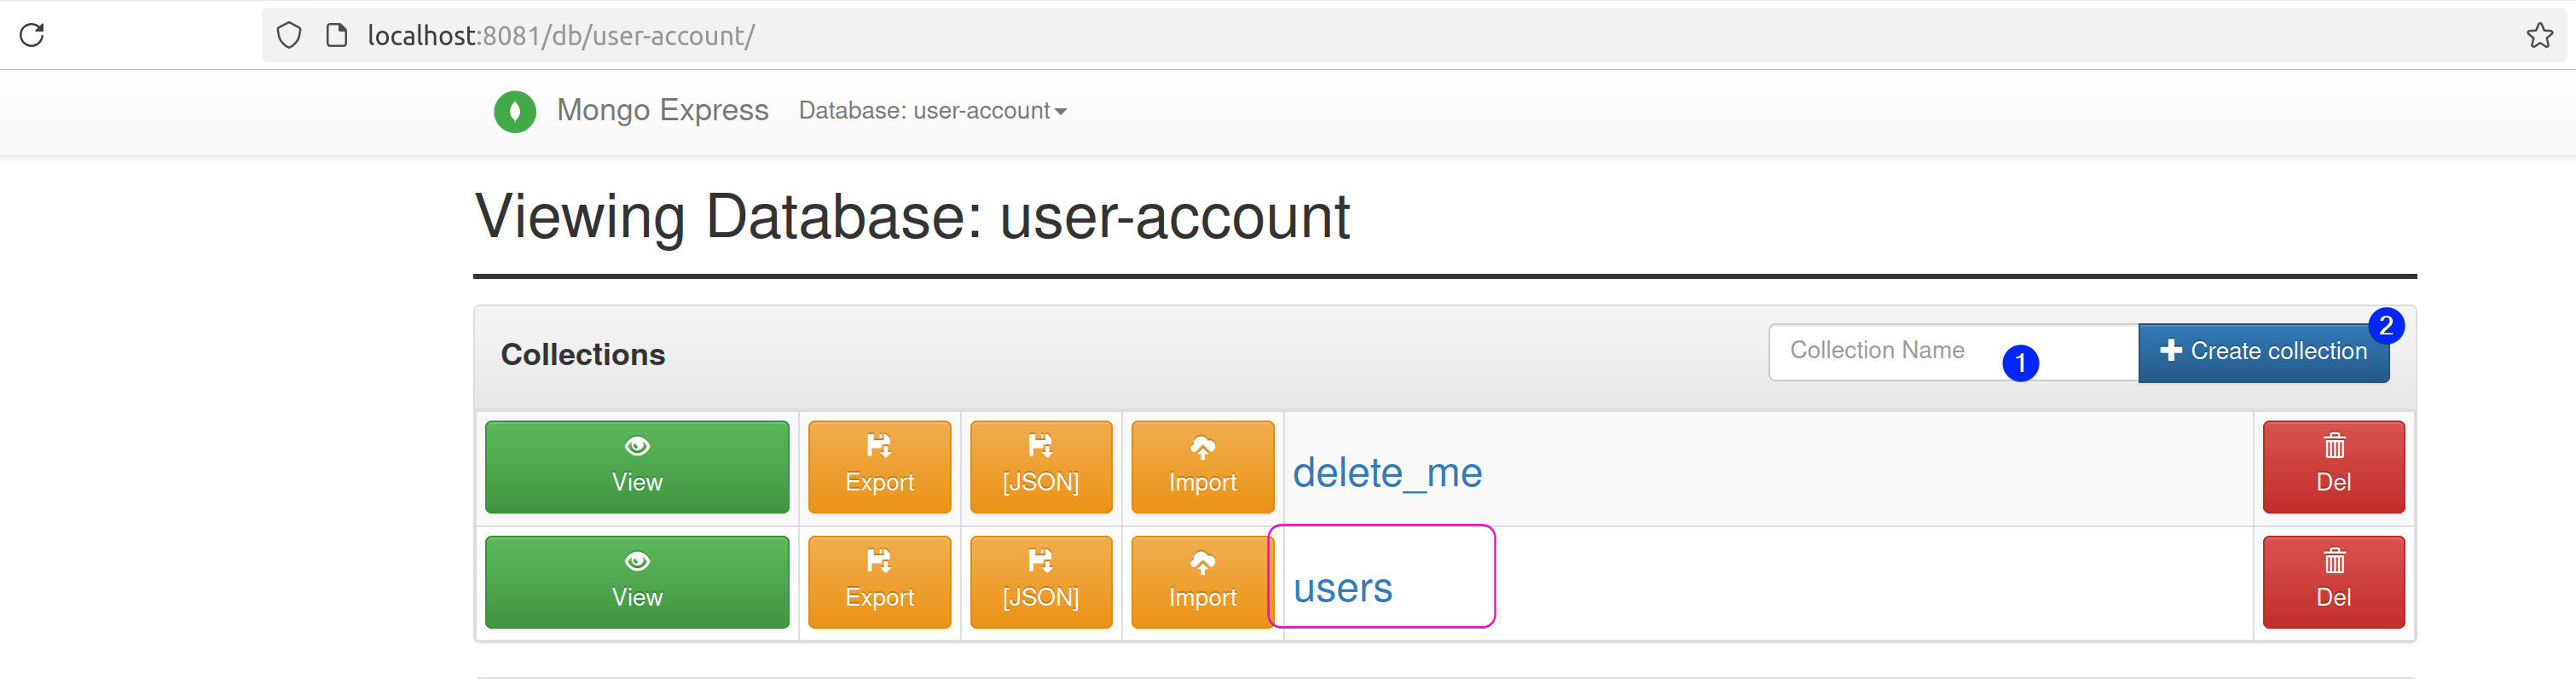 localhost:8081/db/user-account/
Mongo Express Database: user-account
Viewing Database: user-account
Collections Collection Name 1 Create collection 2
View Export [JSON] Import delete_me Del
View Export [JSON] Import users Del